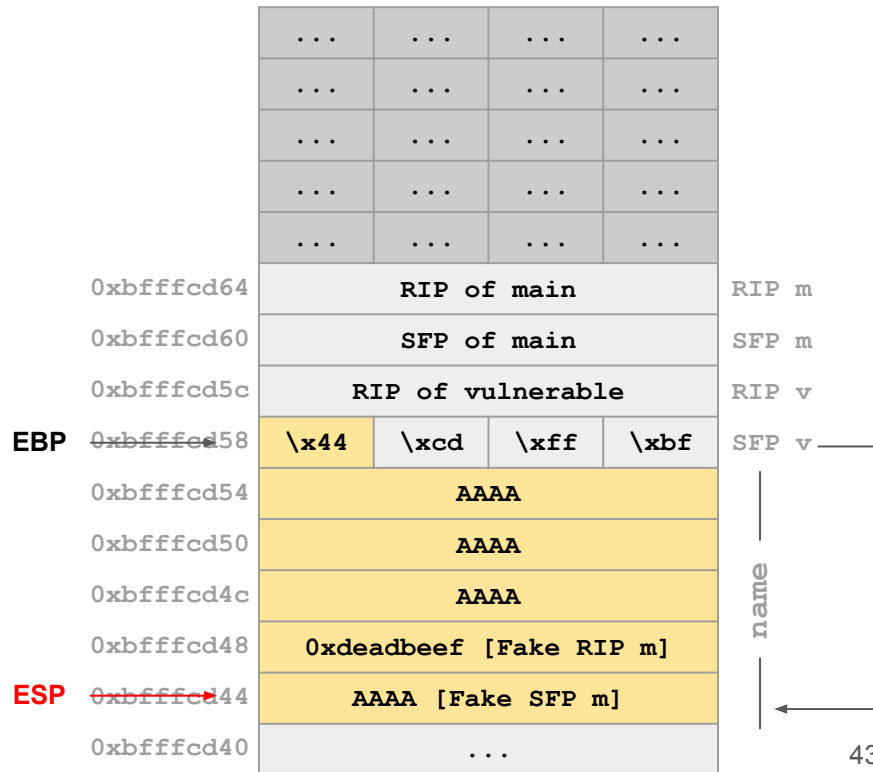 ... ... ... ...
... ... ... ...
... ... ... ...
... ... ... ...
... ... ... ...
0xbfffcd64 RIP of main RIP m
0xbfffcd60 SFP of main SFP m
0xbfffcd5c RIP of vulnerable RIP v
EBP 0xbfffcd58 \x44 \xcd \xff \xbf SFP v
0xbfffcd54 AAAA
0xbfffcd50 AAAA
0xbfffcd4c AAAA
name
0xbfffcd48 0xdeadbeef [Fake RIP m]
ESP 0xbfffcd44 AAAA [Fake SFP m]
0xbfffcd40 ...
43